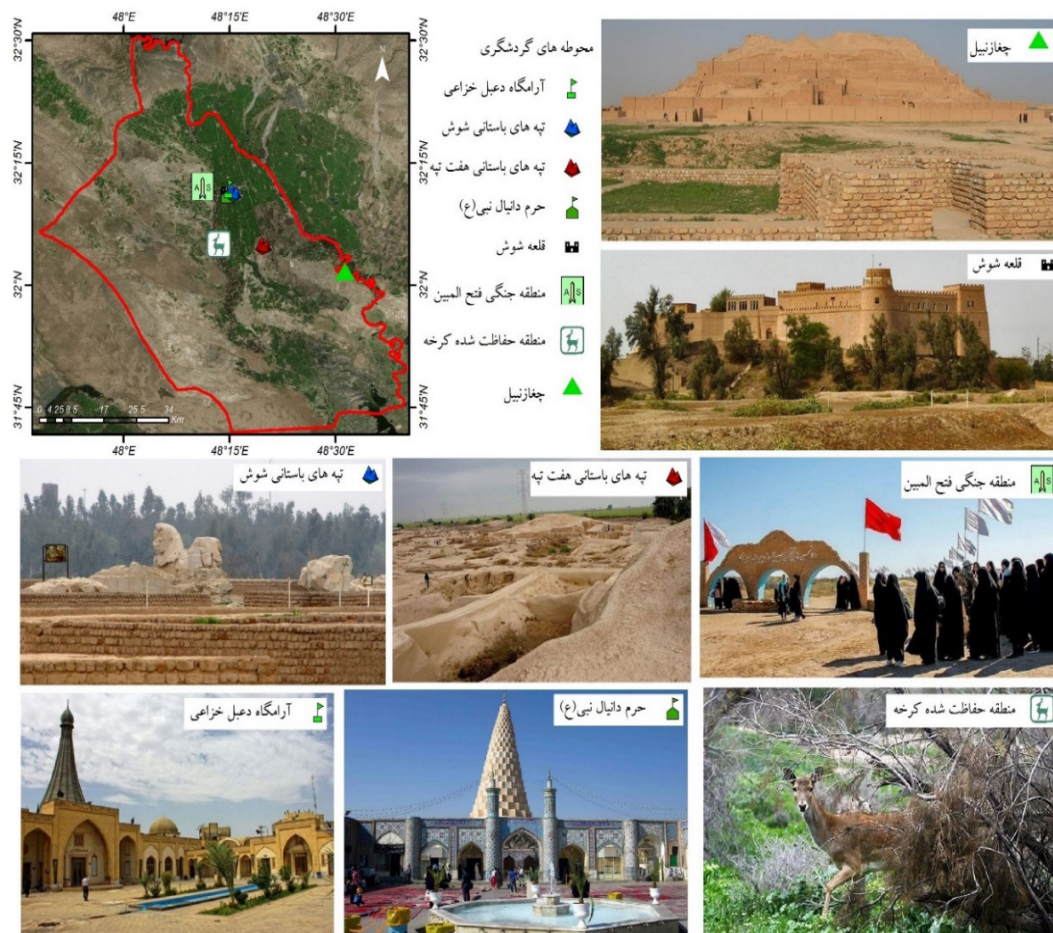 48°E 48°15'E 48°30'E
32°30'N 32°30'N
32°15'N 32°15'N
32°N 32°N
31°45'N 31°45'N
N
A S
0 4.25 8.5 17 25.5 34
Km
48°E 48°15'E 48°30'E
محوطه های گردشگری
آرامگاه دعبل خزاعی
تپه های باستانی شوش
تپه های باستانی هفت تپه
حرم دانیال نبی(ع)
قلعه شوش
منطقه جنگی فتح المبین
A S
منطقه حفاظت شده کرخه
چغازنبیل
چغازنبیل
قلعه شوش
تپه های باستانی شوش
تپه های باستانی هفت تپه
منطقه جنگی فتح المبین
A S
آرامگاه دعبل خزاعی
حرم دانیال نبی(ع)
منطقه حفاظت شده کرخه